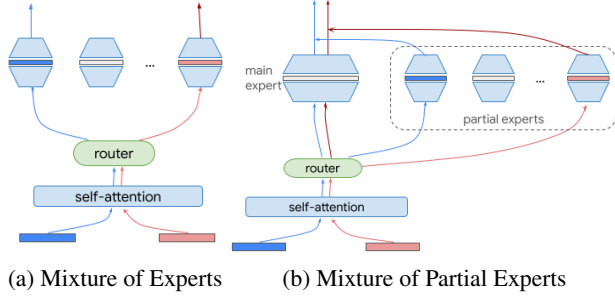 ...
router
self-attention
(a) Mixture of Experts
main
expert
...
partial experts
router
self-attention
(b) Mixture of Partial Experts